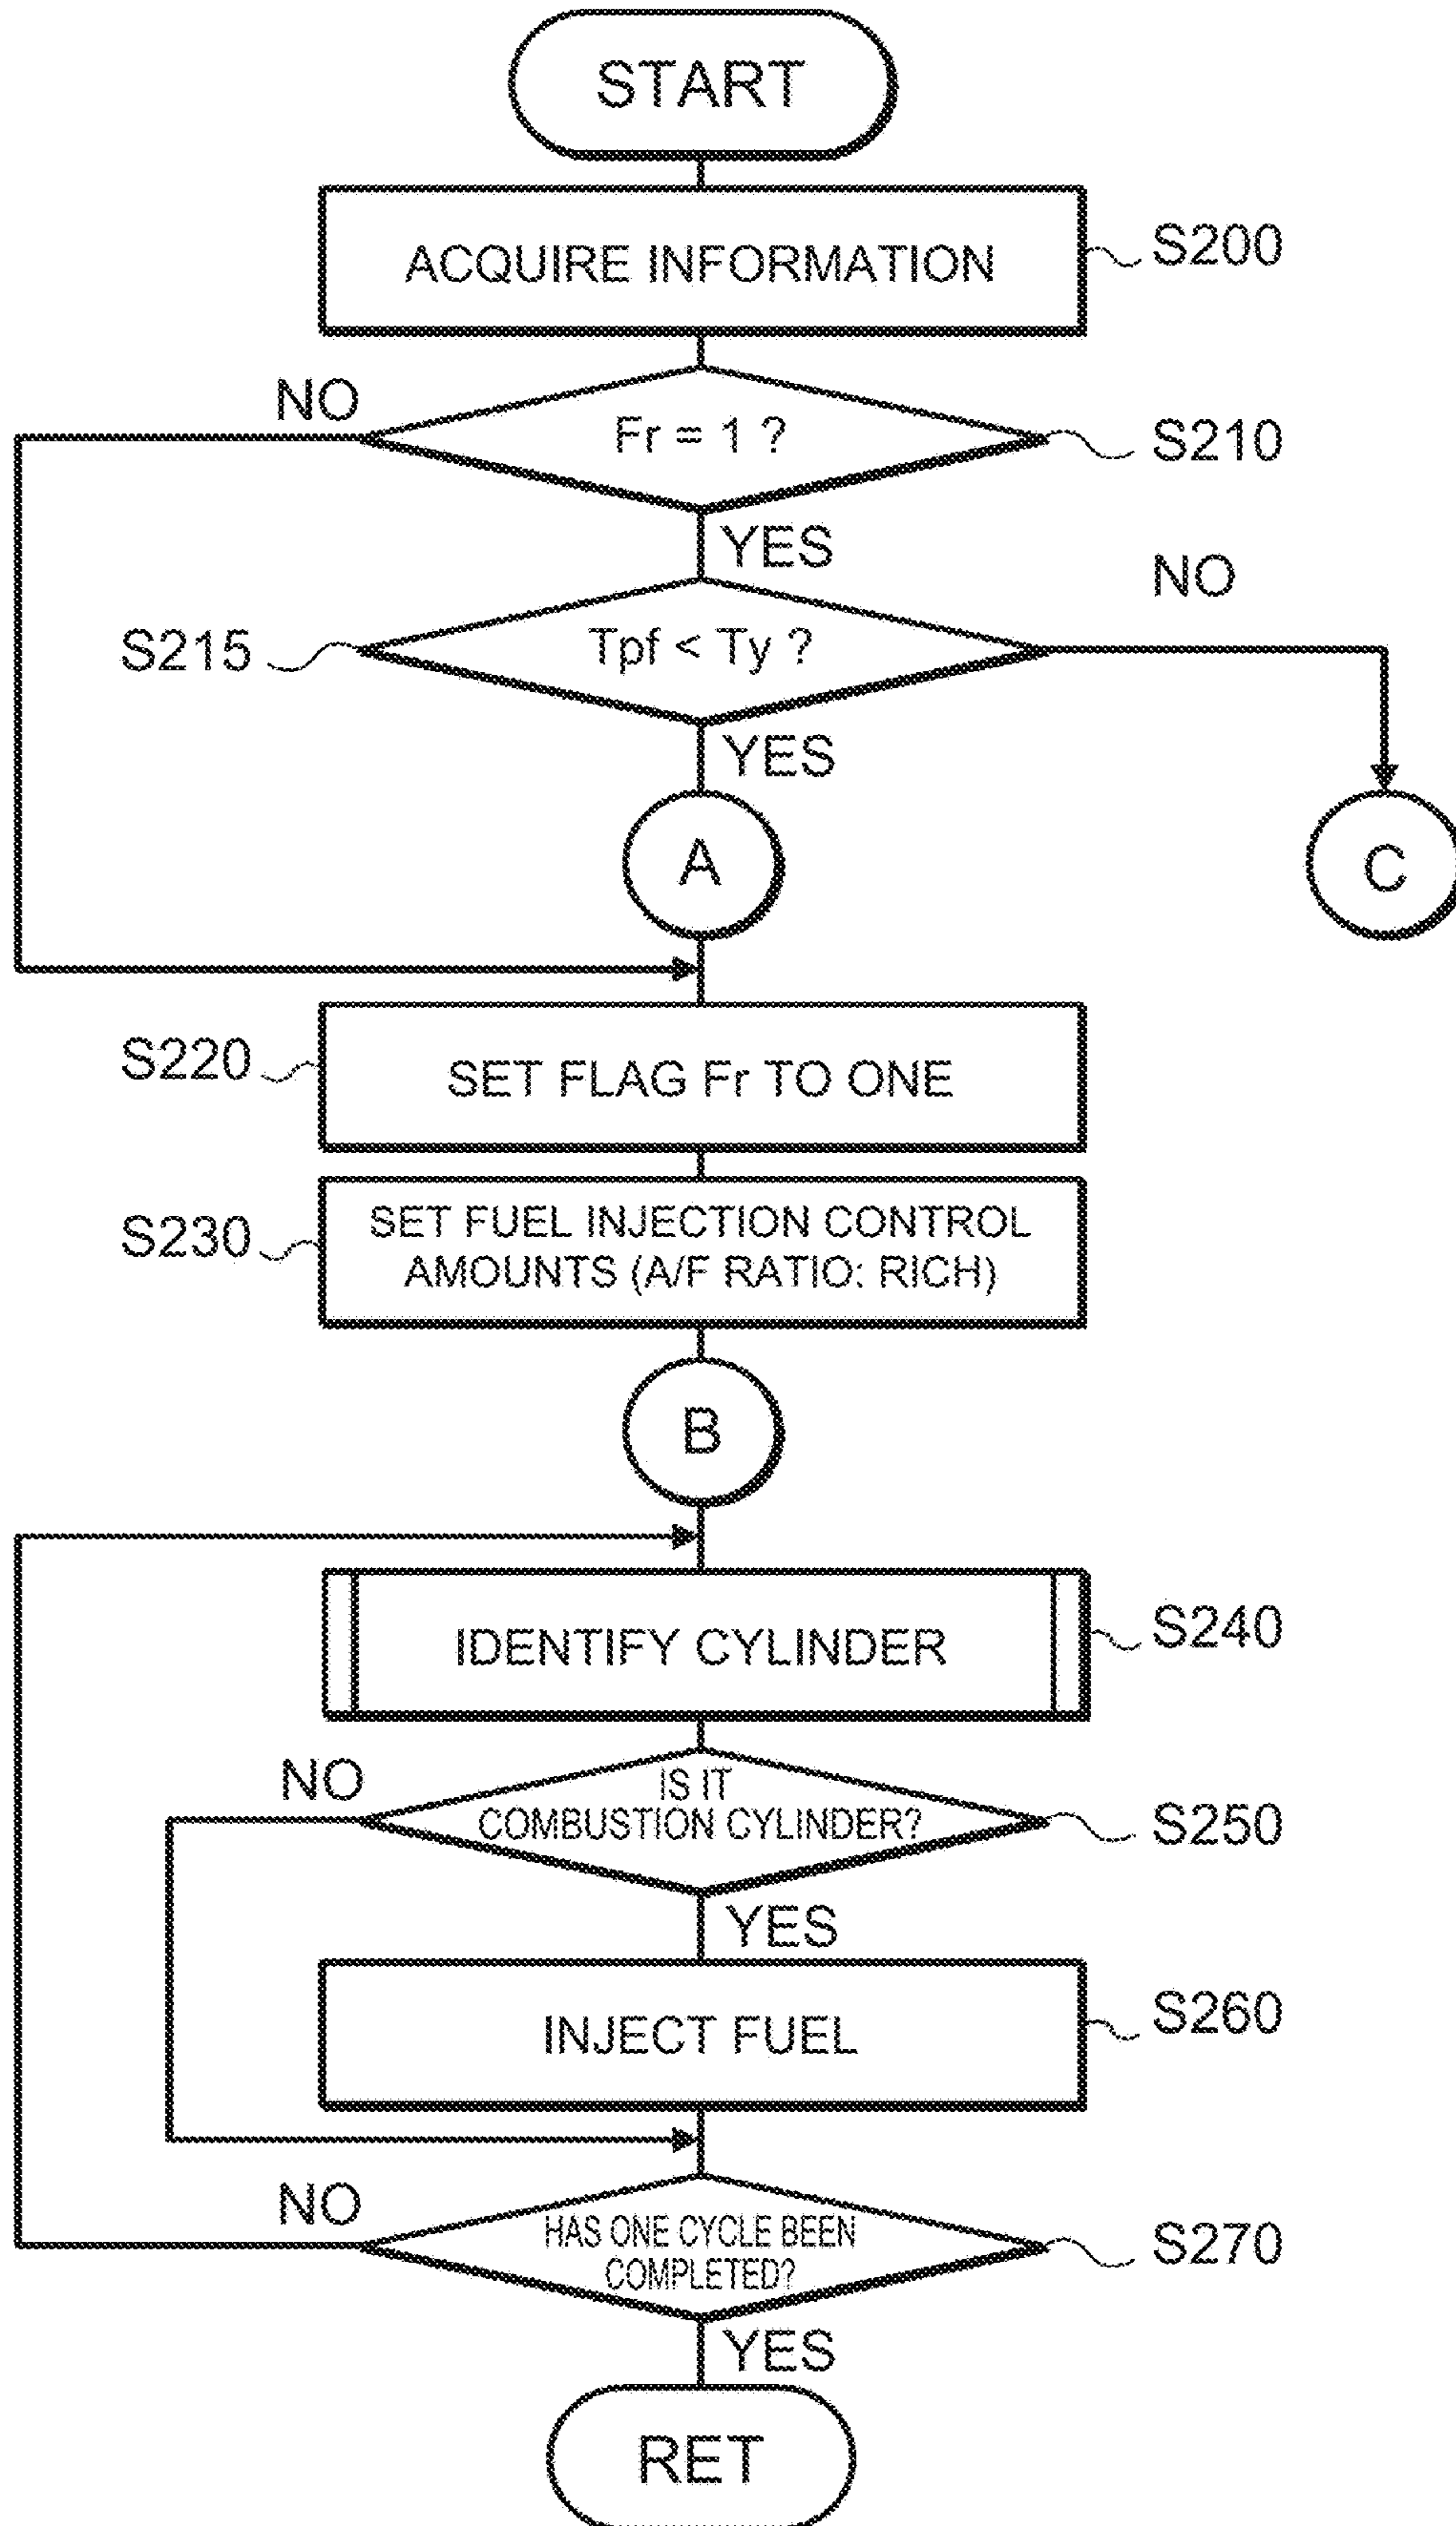 START
ACQUIRE INFORMATION
S200
NO
Fr = 1 ?
S210
YES
NO
S215
Tpf < Ty ?
YES
A
C
S220
SET FLAG Fr TO ONE
S230
SET FUEL INJECTION CONTROL
AMOUNTS (A/F RATIO: RICH)
B
IDENTIFY CYLINDER
S240
NO
IS IT
COMBUSTION CYLINDER?
S250
YES
INJECT FUEL
S260
NO
HAS ONE CYCLE BEEN
COMPLETED?
S270
YES
RET